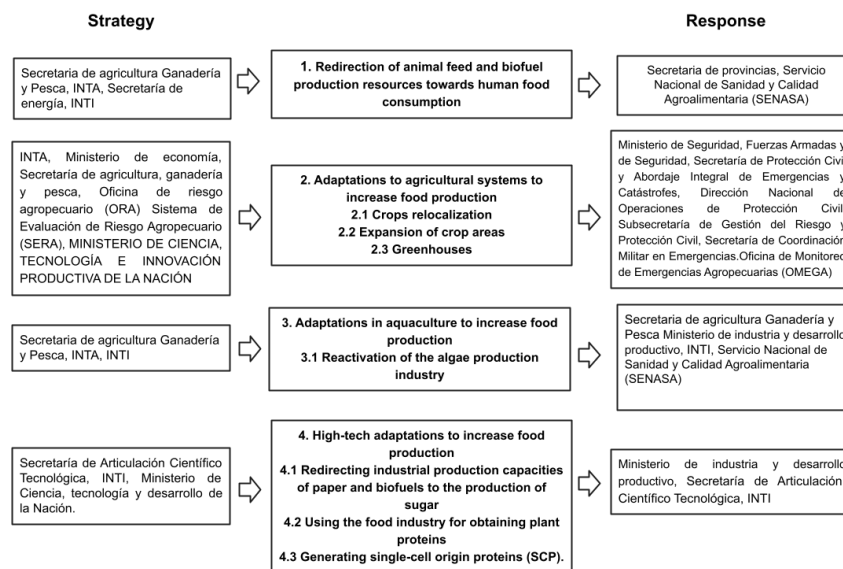 Strategy
Response
Secretaria de agricultura Ganadería
y Pesca, INTA, Secretaría de
energía, INTI
1. Redirection of animal feed and biofuel
production resources towards human food
consumption
Secretaria de provincias, Servicio
Nacional de Sanidad y Calidad
Agroalimentaria (SENASA)
INTA, Ministerio de economía,
Secretaría de agricultura, ganadería
y pesca, Oficina de riesgo
agropecuario (ORA) Sistema de
Evaluación de Riesgo Agropecuario
(SERA), MINISTERIO DE CIENCIA,
TECNOLOGÍA E INNOVACIÓN
PRODUCTIVA DE LA NACIÓN
2. Adaptations to agricultural systems to
increase food production
2.1 Crops relocalization
2.2 Expansion of crop areas
2.3 Greenhouses
Ministerio de Seguridad, Fuerzas Armadas y
de Seguridad, Secretaría de Protección Civil
y Abordaje Integral de Emergencias y
Catástrofes, Dirección Nacional de
Operaciones de Protección Civil
Subsecretaría de Gestión del Riesgo y
Protección Civil, Secretaría de Coordinación
Militar en Emergencias.Oficina de Monitoreo
de Emergencias Agropecuarias (OMEGA)
Secretaria de agricultura Ganadería
y Pesca, INTA, INTI
3. Adaptations in aquaculture to increase food
production
3.1 Reactivation of the algae production
industry
Secretaria de agricultura Ganadería y
Pesca Ministerio de industria y desarrollo
productivo, INTI, Servicio Nacional de
Sanidad y Calidad Agroalimentaria
(SENASA)
Secretaría de Articulación Científico
Tecnológica, INTI, Ministerio de
Ciencia, tecnología y desarrollo de
la Nación.
4. High-tech adaptations to increase food
production
4.1 Redirecting industrial production capacities
of paper and biofuels to the production of
sugar
4.2 Using the food industry for obtaining plant
proteins
4.3 Generating single-cell origin proteins (SCP).
Ministerio de industria y desarrollo
productivo, Secretaría de Articulación
Científico Tecnológica, INTI